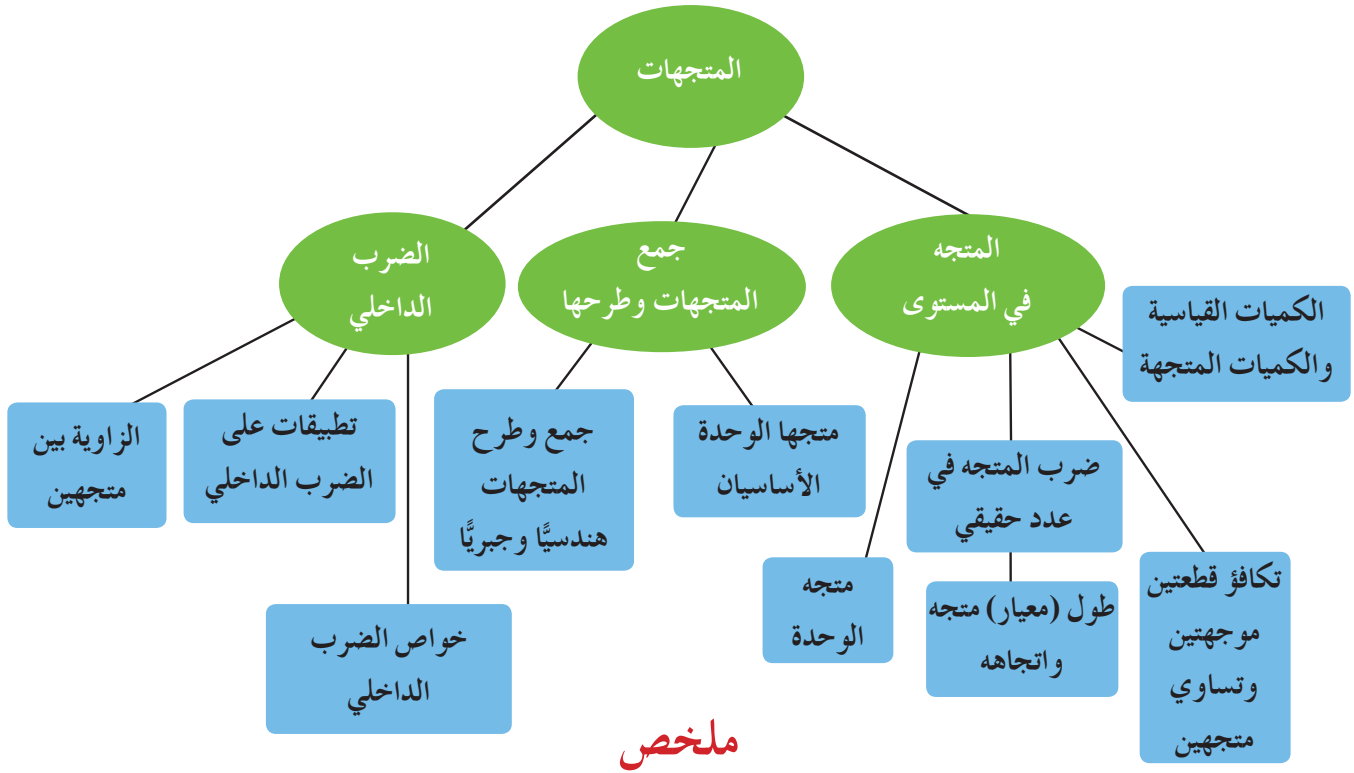 المتجهات
المتجه
في المستوى
جمع
المتجهات وطرحها
الضرب
الداخلي
الكميات القياسية
والكميات المتجهة
تكافؤ قطعتين
موجهتين
وتساوي
متجهين
ضرب المتجه في
عدد حقيقي
طول (معيار) متجه
واتجاهه
متجه
الوحدة
متجها الوحدة
الأساسيان
جمع وطرح
المتجهات
هندسيًّا وجبريًّا
خواص الضرب
الداخلي
تطبيقات على
الضرب الداخلي
الزاوية بين
متجهين
ملخص